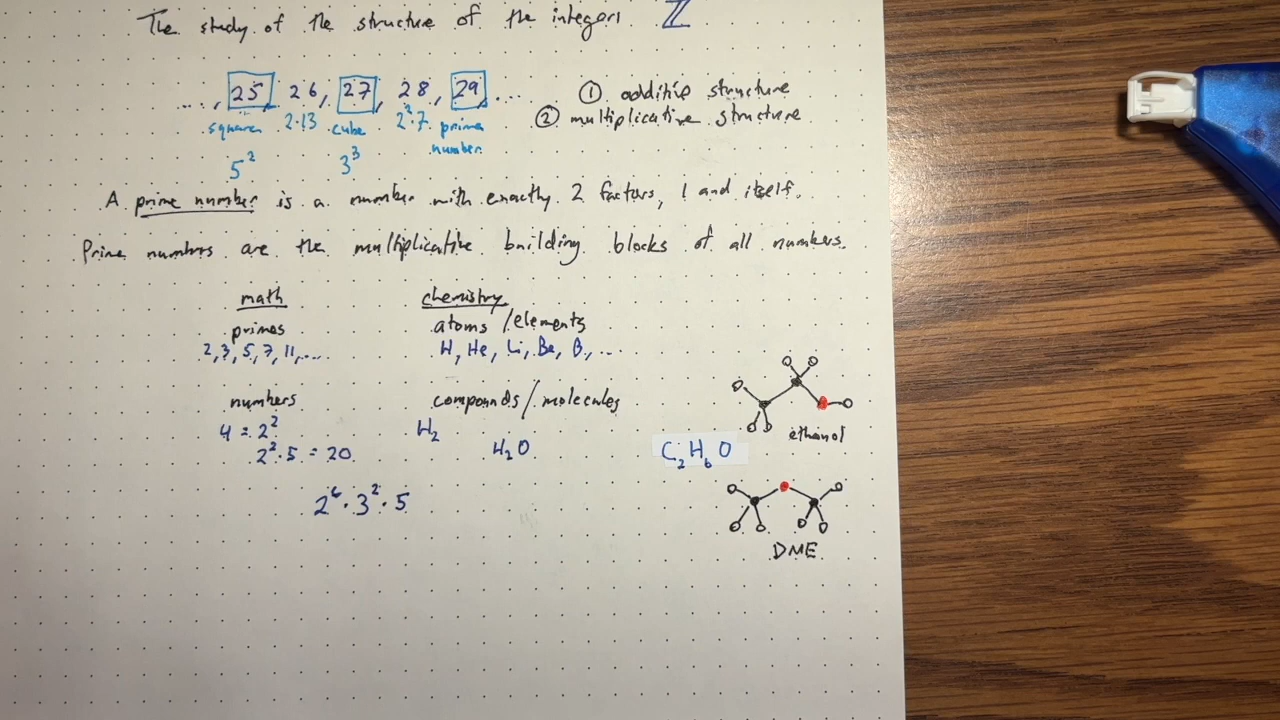 The study of the structure of the integers ℤ
..., 25, 26, 27, 28, 29, ...
square 2·13 cube 2²·7 prime number
5² 3³
① additive structure
② multiplicative structure
A prime number is a number with exactly 2 factors, 1 and itself.
Prime numbers are the multiplicative building blocks of all numbers.
math
primes
2, 3, 5, 7, 11, ...
numbers
4 = 2²
2²·5 = 20
2⁶·3²·5
chemistry
atoms / elements
H, He, Li, Be, B, ...
compounds / molecules
H₂
H₂O
C₂H₆O
ethanol
DME